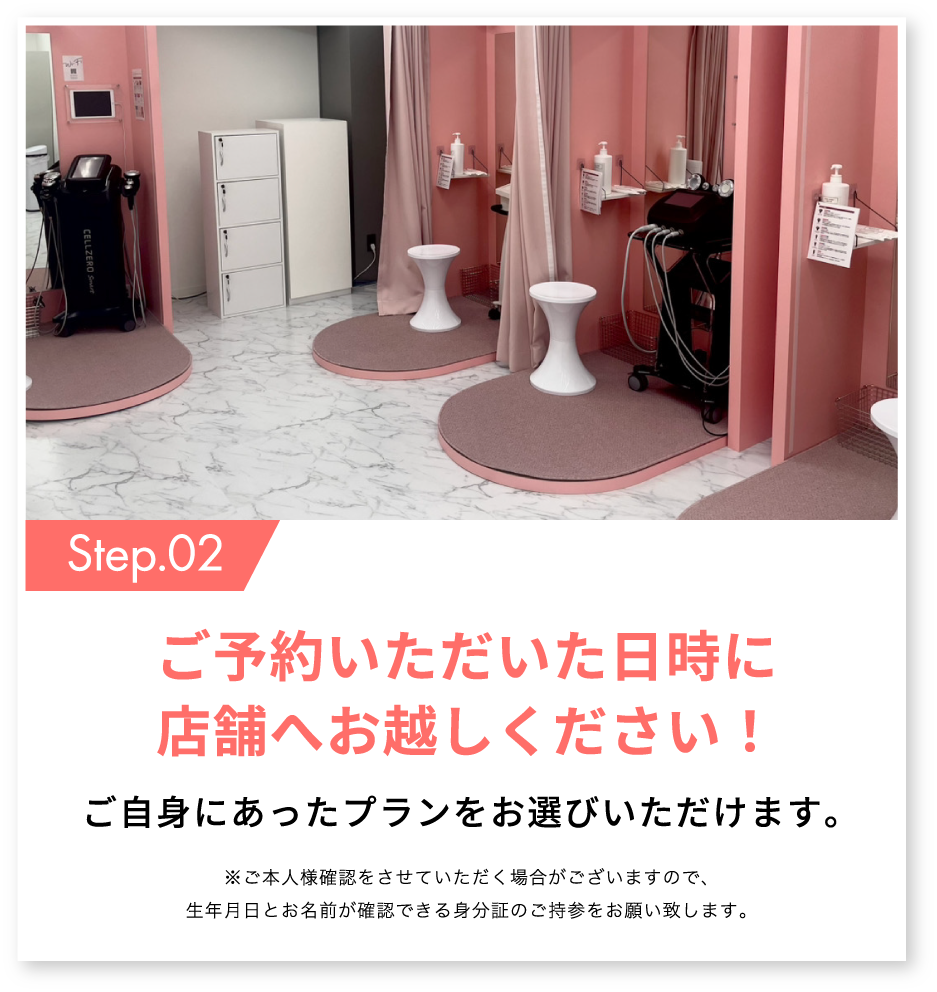 Wi-Fi
CELLZERO Smart
Step.02
ご予約いただいた日時に
店舗へお越しください！
ご自身にあったプランをお選びいただけます。
※ご本人様確認をさせていただく場合がございますので、
生年月日とお名前が確認できる身分証のご持参をお願い致します。